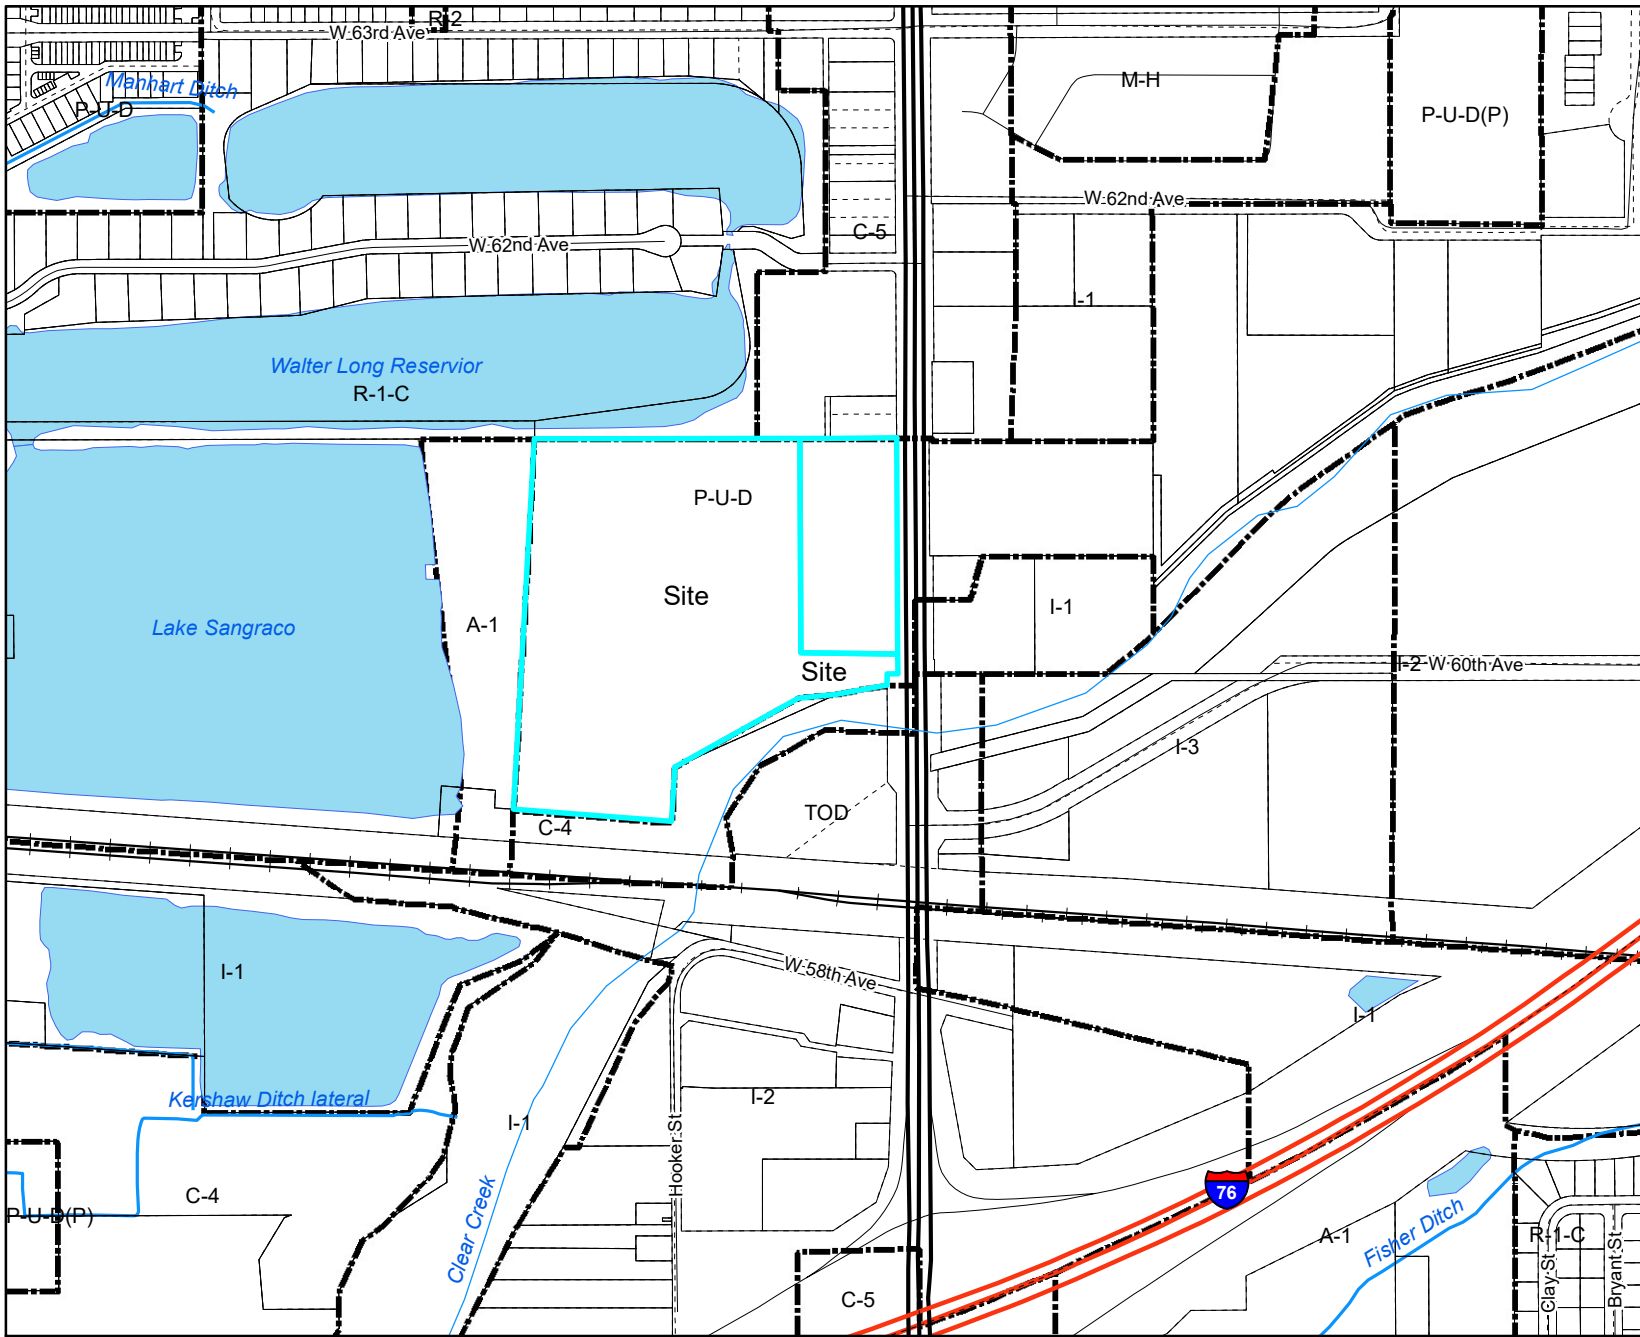 R-2
W 63rd Ave
Manhart Ditch
P-U-D
M-H
P-U-D(P)
W 62nd Ave
C-5
W 62nd Ave
I-1
Walter Long Reservior
R-1-C
P-U-D
Site
I-1
Lake Sangraco
A-1
Site
I-2 W 60th Ave
I-3
TOD
C-4
I-1
W 58th Ave
I-1
Kershaw Ditch lateral
I-2
I-1
Hooker St
76
C-4
P-U-D(P)
Clear Creek
A-1
Fisher Ditch
R-1-C
Clay St
Bryant St
C-5